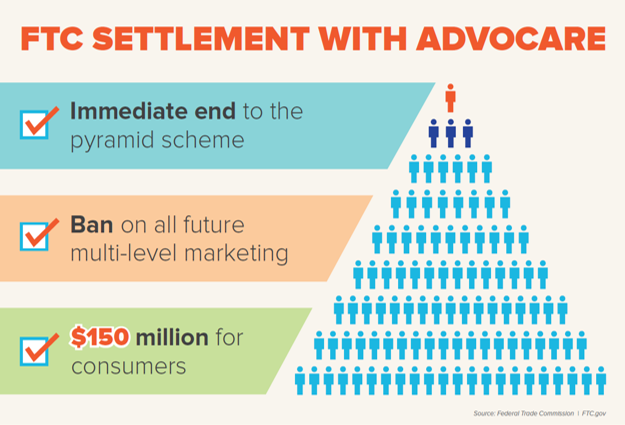 FTC SETTLEMENT WITH ADVOCARE
Immediate end to the
pyramid scheme
Ban on all future
multi-level marketing
$150 million for
consumers
Source: Federal Trade Commission | FTC.gov